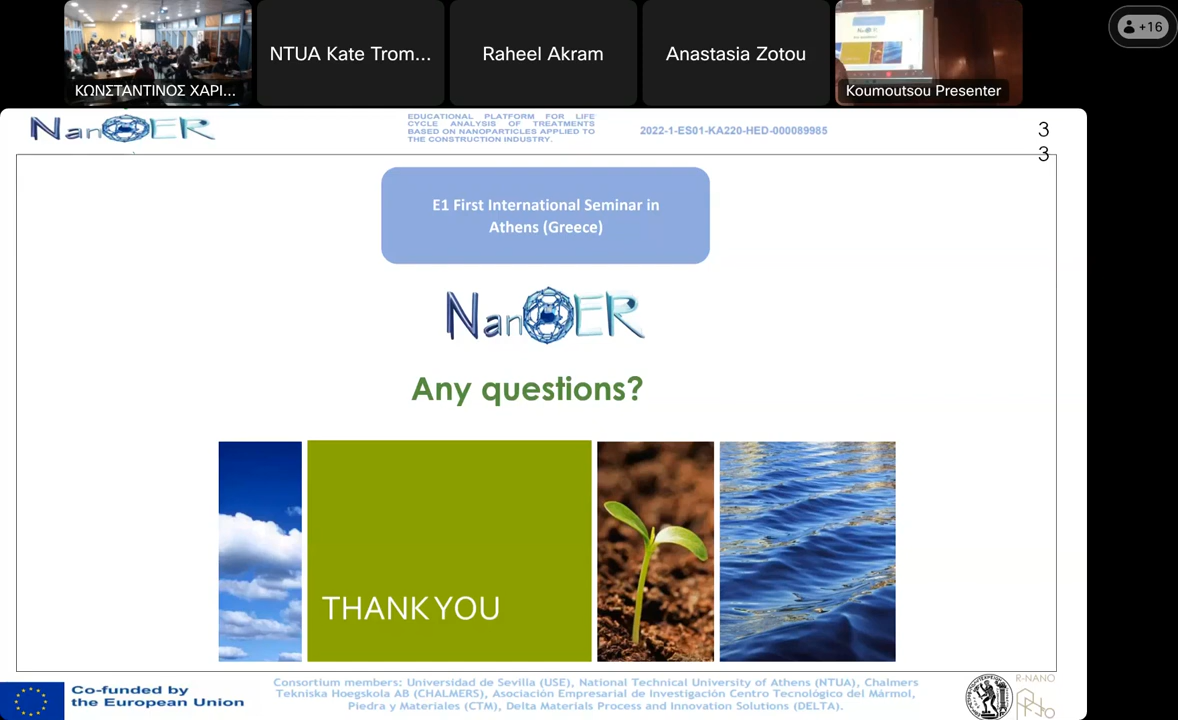 ΚΩΝΣΤΑΝΤΙΝΟΣ ΧΑΡΙ...
NTUA Kate Trom...
Raheel Akram
Anastasia Zotou
Koumoutsou Presenter
+16
NanOER
EDUCATIONAL PLATFORM FOR LIFE
CYCLE ANALYSIS OF TREATMENTS
BASED ON NANOPARTICLES APPLIED TO
THE CONSTRUCTION INDUSTRY.
2022-1-ES01-KA220-HED-000089985
3
3
E1 First International Seminar in
Athens (Greece)
NanOER
Any questions?
THANK YOU
Co-funded by
the European Union
Consortium members: Universidad de Sevilla (USE), National Technical University of Athens (NTUA), Chalmers
Tekniska Hoegskola AB (CHALMERS), Asociación Empresarial de Investigación Centro Tecnológico del Mármol,
Piedra y Materiales (CTM), Delta Materials Process and Innovation Solutions (DELTA).
R-NANO